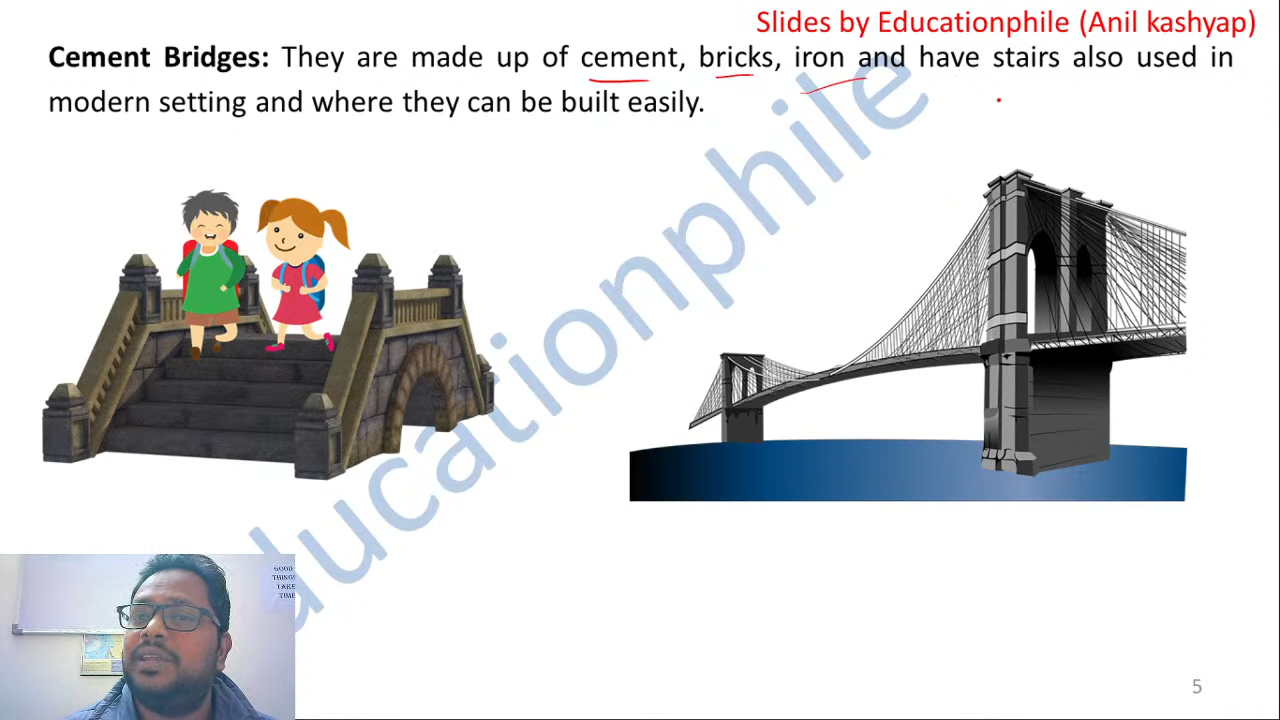 Slides by Educationphile (Anil kashyap)
Cement Bridges: They are made up of cement, bricks, iron and have stairs also used in
modern setting and where they can be built easily.
Educationphile
GOOD
THINGS
TAKE
TIME
5